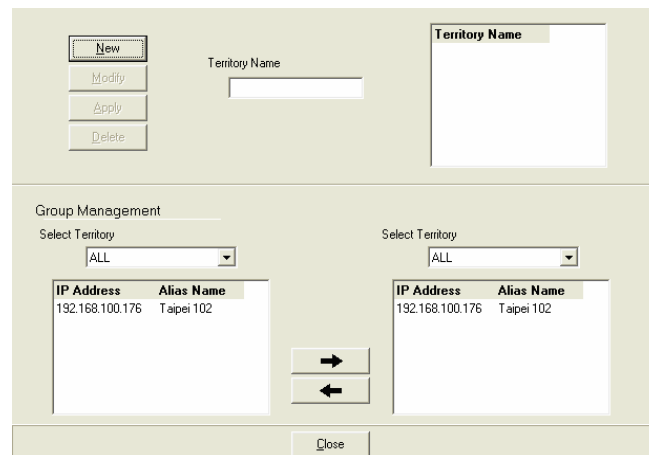 New
Modify
Apply
Delete
Territory Name
Territory Name
Group Management
Select Territory
ALL
IP Address Alias Name
192.168.100.176 Taipei 102
Select Territory
ALL
IP Address Alias Name
192.168.100.176 Taipei 102
Close